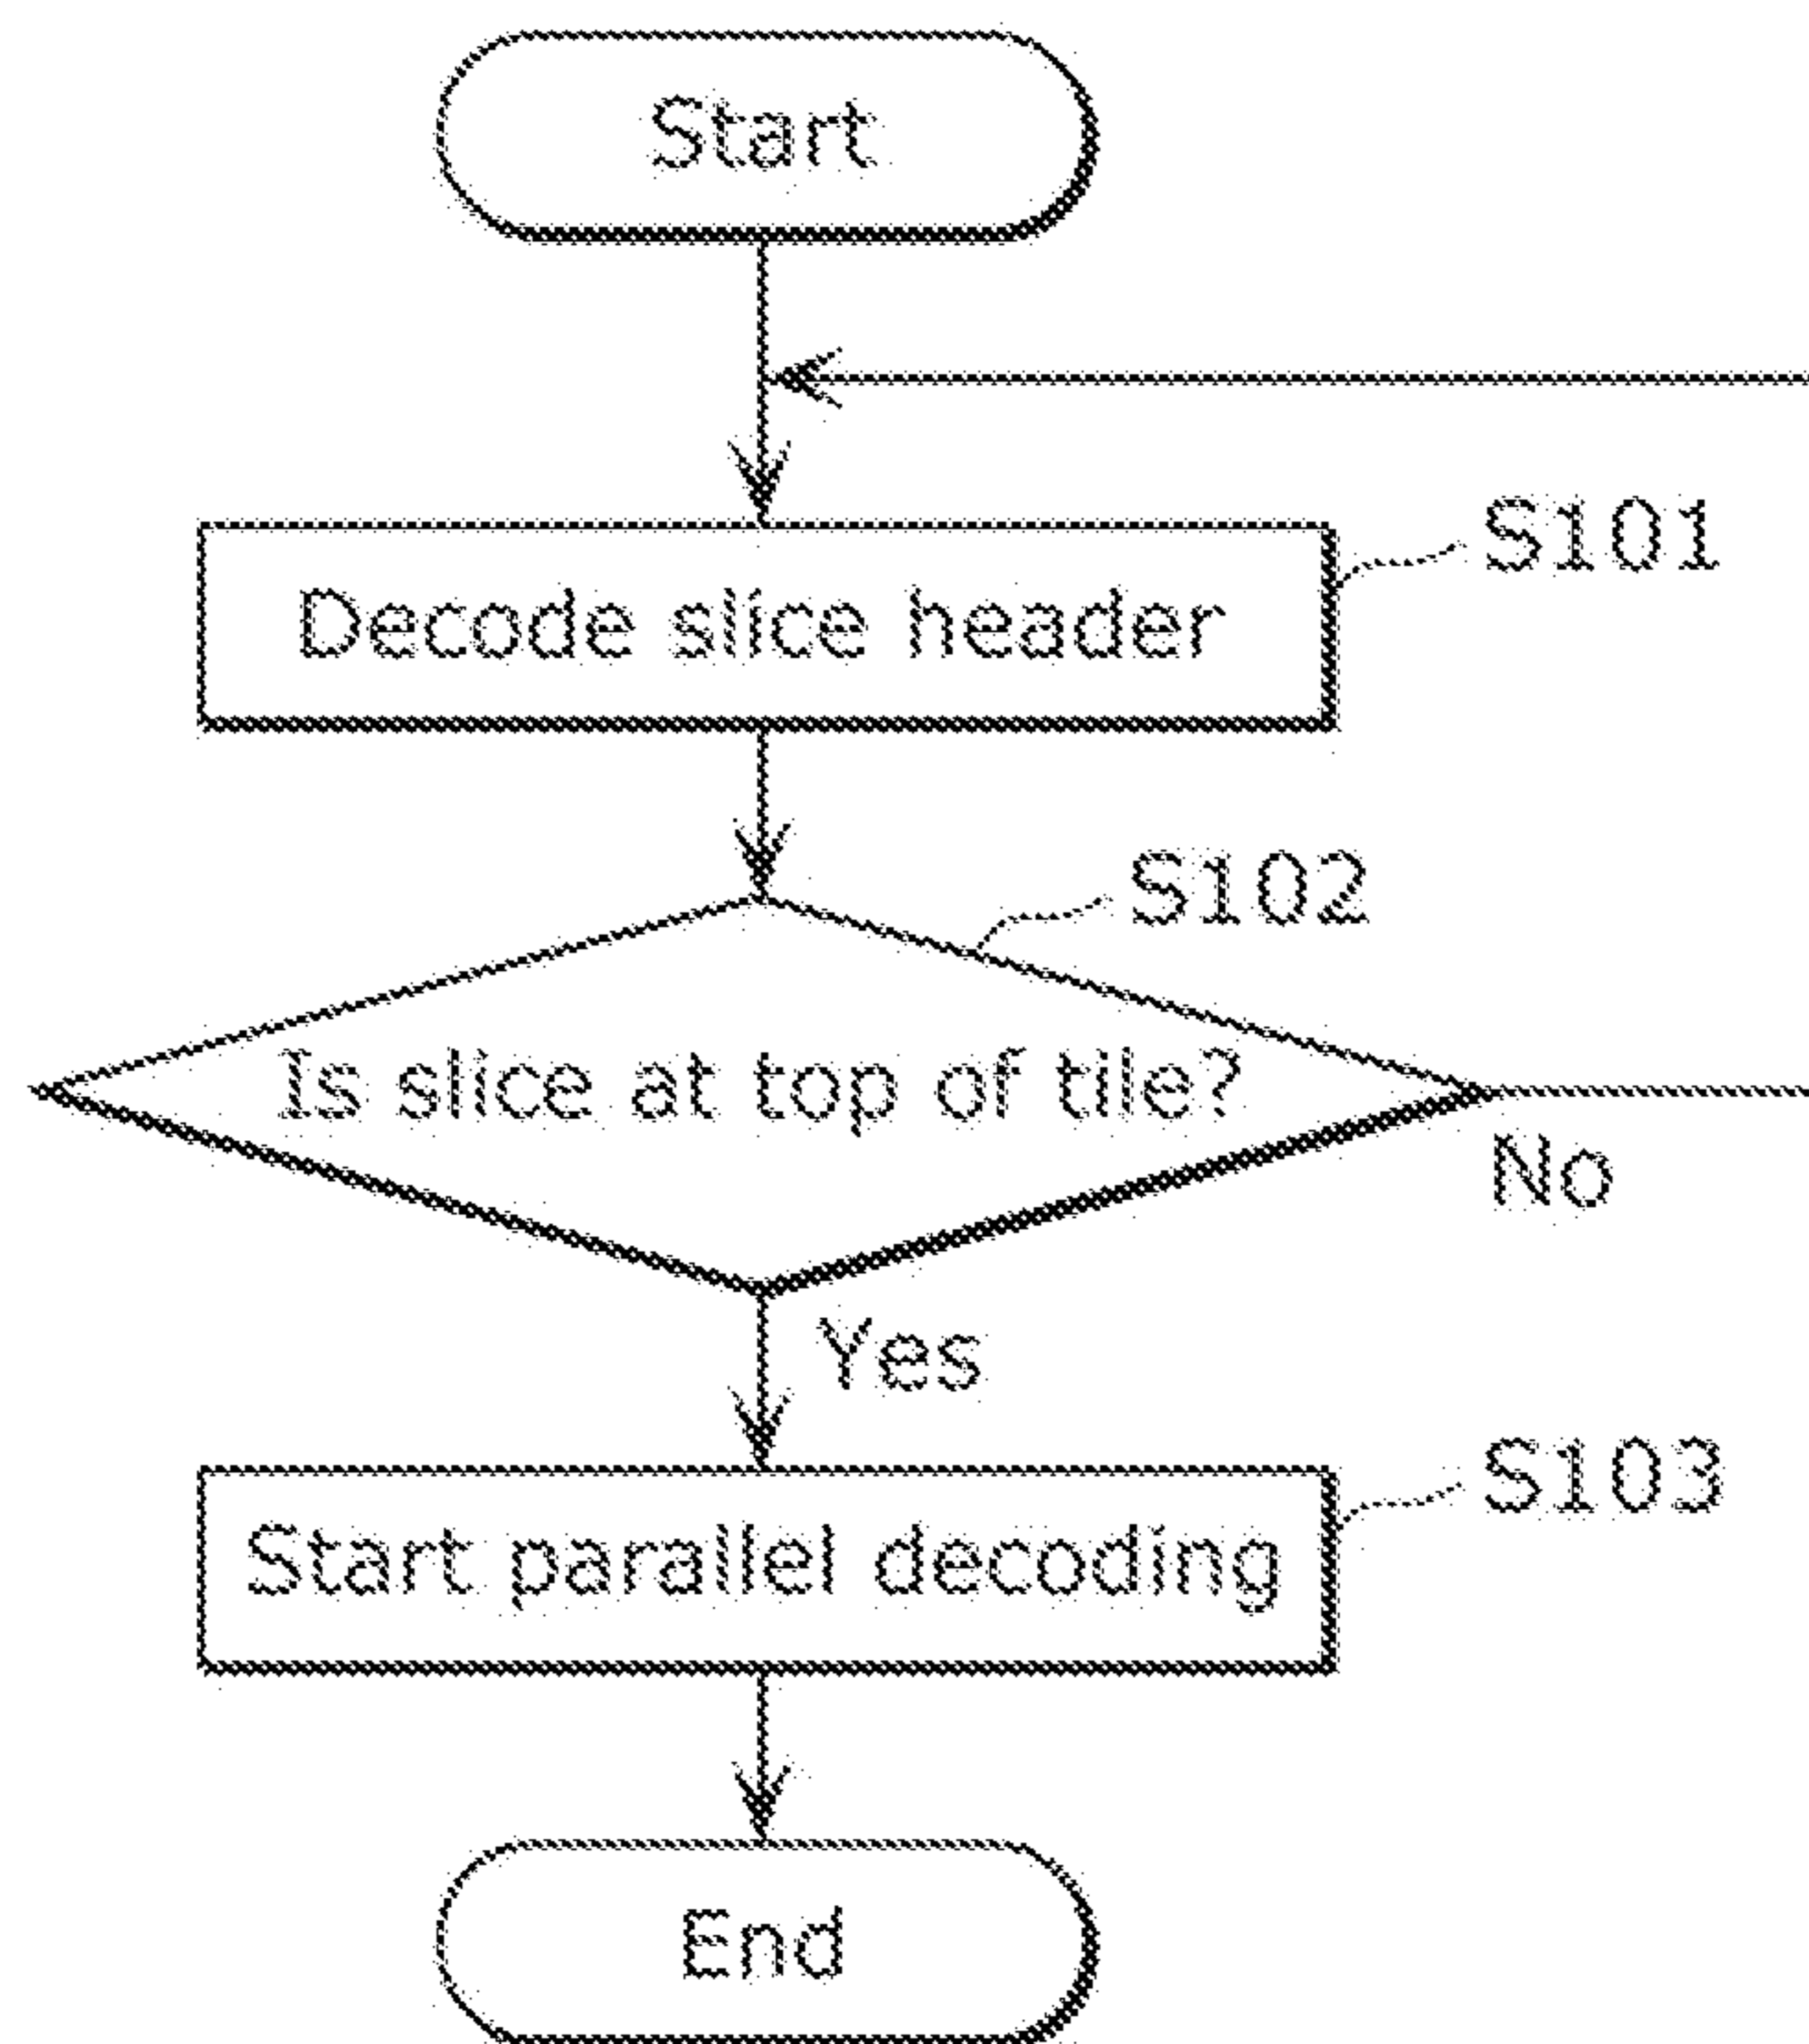 Start
S101
Decode slice header
S102
Is slice at top of tile?
No
Yes
S103
Start parallel decoding
End